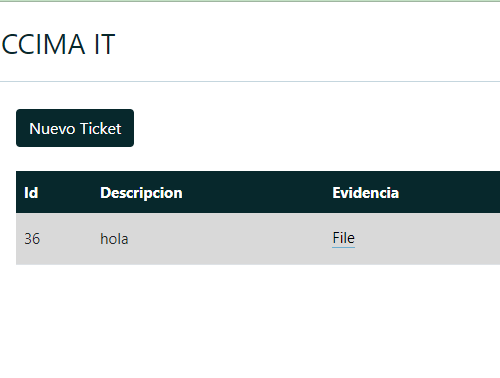 CCIMA IT
Nuevo Ticket
Id Descripcion Evidencia
36 hola File